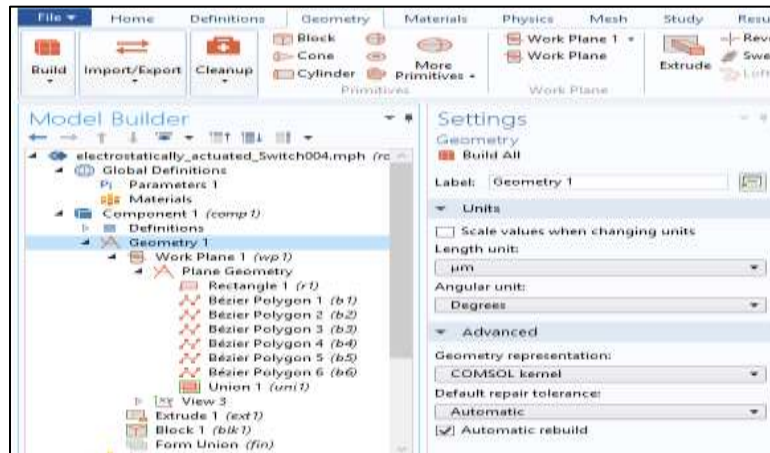 File Home Definitions Geometry Materials Physics Mesh Study Resu
Block
Cone
Cylinder
Build Import/Export Cleanup
More Primitives
Primitives
Work Plane 1
Work Plane
Work Plane
Extrude
Reve
Swe
Loft
Model Builder
electrostatically_actuated_Switch004.mph (ro
Global Definitions
Pi Parameters 1
Materials
Component 1 (comp1)
Definitions
Geometry 1
Work Plane 1 (wp1)
Plane Geometry
Rectangle 1 (r1)
Bézier Polygon 1 (b1)
Bézier Polygon 2 (b2)
Bézier Polygon 3 (b3)
Bézier Polygon 4 (b4)
Bézier Polygon 5 (b5)
Bézier Polygon 6 (b6)
Union 1 (uni1)
View 3
Extrude 1 (ext1)
Block 1 (blk1)
Form Union (fin)
Settings
Geometry
Build All
Label: Geometry 1
Units
Scale values when changing units
Length unit:
µm
Angular unit:
Degrees
Advanced
Geometry representation:
COMSOL kernel
Default repair tolerance:
Automatic
Automatic rebuild